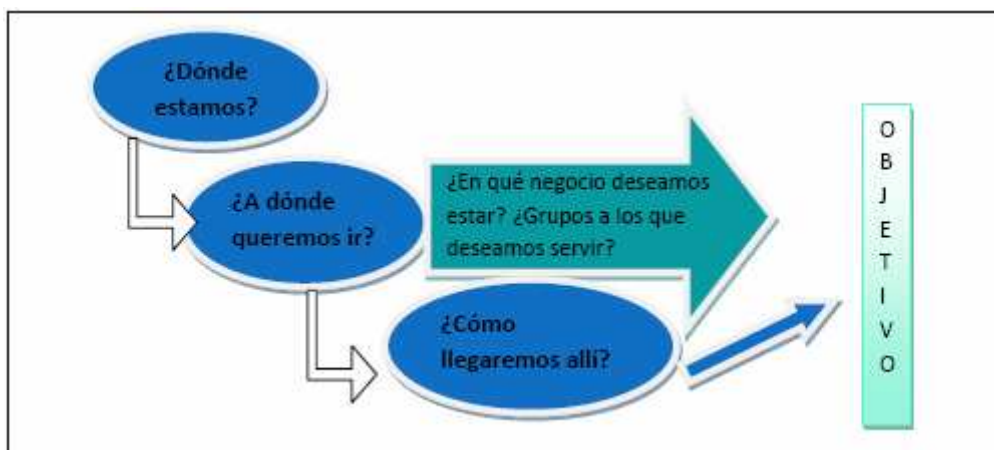 ¿Dónde
estamos?
¿A dónde
queremos ir?
¿En qué negocio deseamos
estar? ¿Grupos a los que
deseamos servir?
¿Cómo
llegaremos allí?
O
B
J
E
T
I
V
O